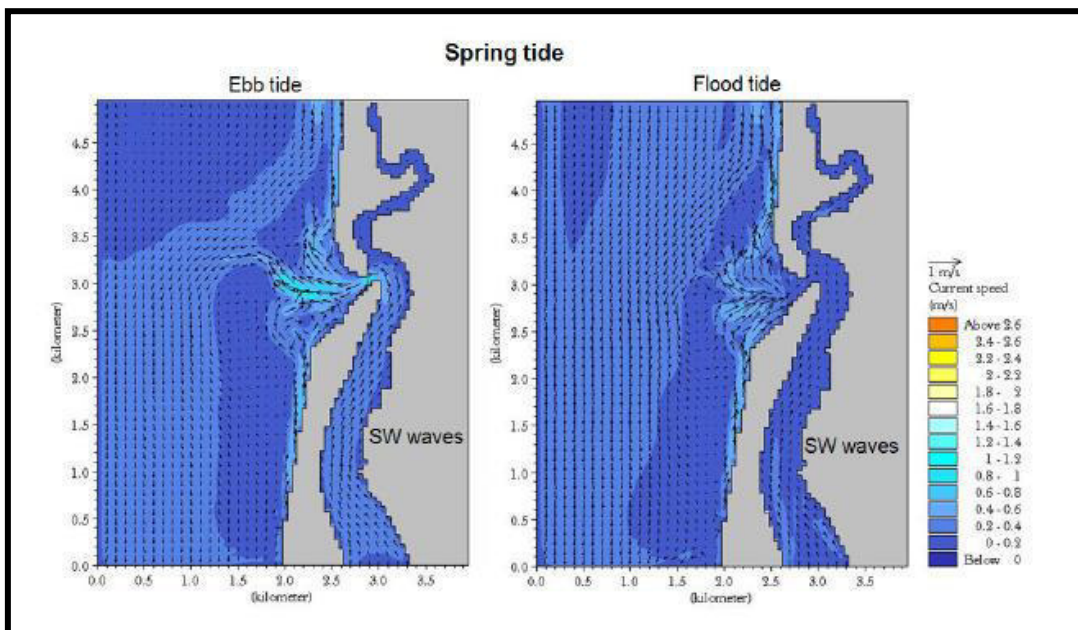 Spring tide
Ebb tide
Flood tide
4.5
4.0
3.5
3.0
2.5
2.0
1.5
1.0
0.5
0.0
(kilometer)
SW waves
0.0 0.5 1.0 1.5 2.0 2.5 3.0 3.5
(kilometer)
4.5
4.0
3.5
3.0
2.5
2.0
1.5
1.0
0.5
0.0
(kilometer)
SW waves
0.0 0.5 1.0 1.5 2.0 2.5 3.0 3.5
(kilometer)
1 m/s
Current speed
(m/s)
Above 2.6
2.4 - 2.6
2.2 - 2.4
2 - 2.2
1.8 - 2
1.6 - 1.8
1.4 - 1.6
1.2 - 1.4
1 - 1.2
0.8 - 1
0.6 - 0.8
0.4 - 0.6
0.2 - 0.4
0 - 0.2
Below 0